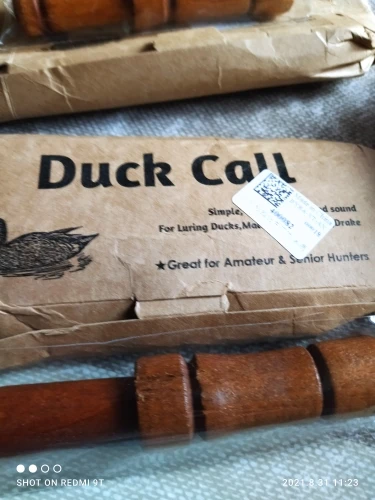 Duck Call
Simple, sound
For Luring Ducks, Drake
★Great for Amateur & Senior Hunters
SHOT ON REDMI 9T
2021.8.31 11:23